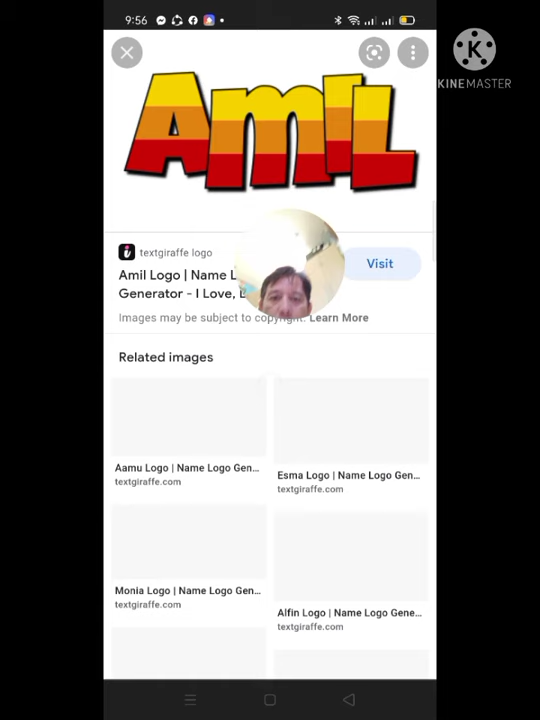 9:56
K
KINEMASTER
AMIL
textgiraffe logo
Visit
Amil Logo | Name L
Generator - I Love,
Images may be subject to copyright. Learn More
Related images
Aamu Logo | Name Logo Gen...
textgiraffe.com
Esma Logo | Name Logo Gen...
textgiraffe.com
Monia Logo | Name Logo Gen...
textgiraffe.com
Alfin Logo | Name Logo Gene...
textgiraffe.com